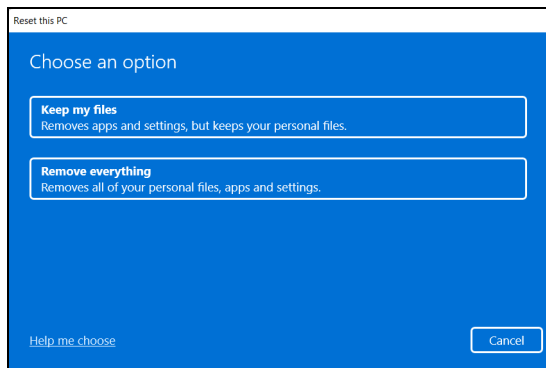 Reset this PC
Choose an option
Keep my files
Removes apps and settings, but keeps your personal files.
Remove everything
Removes all of your personal files, apps and settings.
Help me choose
Cancel